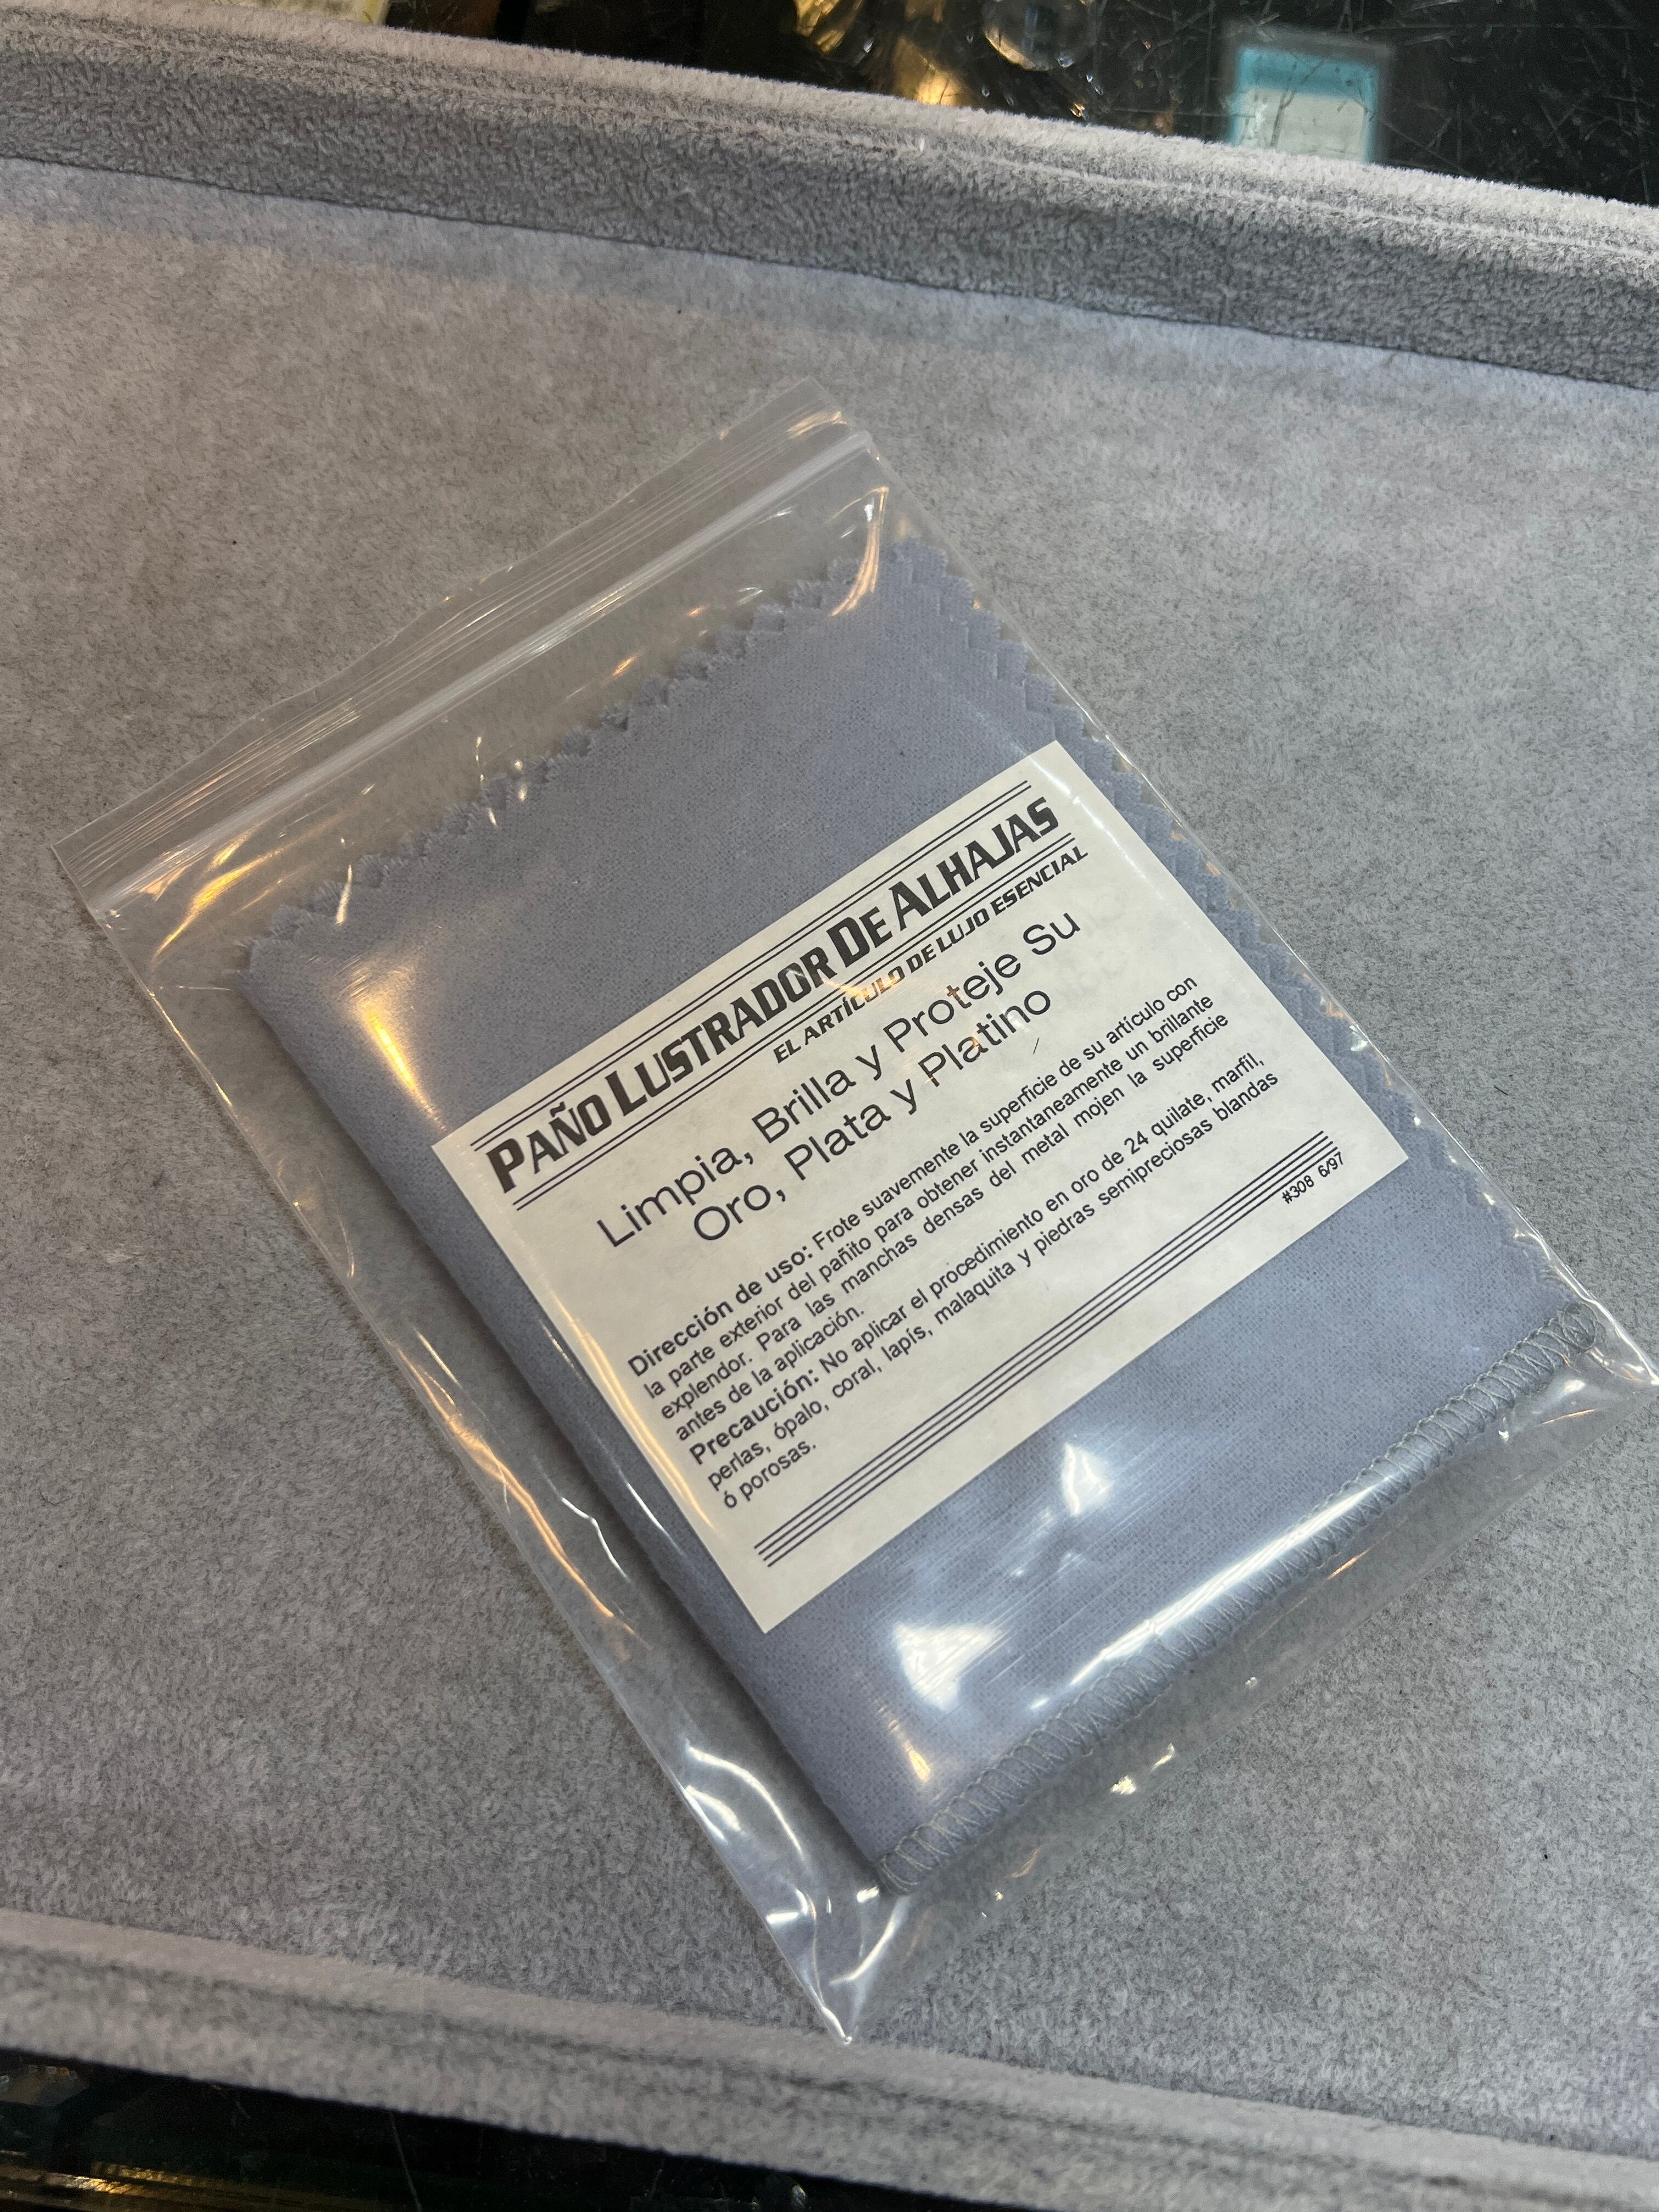 PAÑO LUSTRADOR DE ALHAJAS
EL ARTÍCULO DE LUJO ESENCIAL
Limpia, Brilla y Proteje Su
Oro, Plata y Platino
Dirección de uso: Frote suavemente la superficie de su artículo con
la parte exterior del pañito para obtener instantaneamente un brillante
explendor. Para las manchas densas del metal mojen la superficie
antes de la aplicación.
Precaución: No aplicar el procedimiento en oro de 24 quilate, marfil,
perlas, ópalo, coral, lapís, malaquita y piedras semipreciosas blandas
ó porosas.
#308 6/97